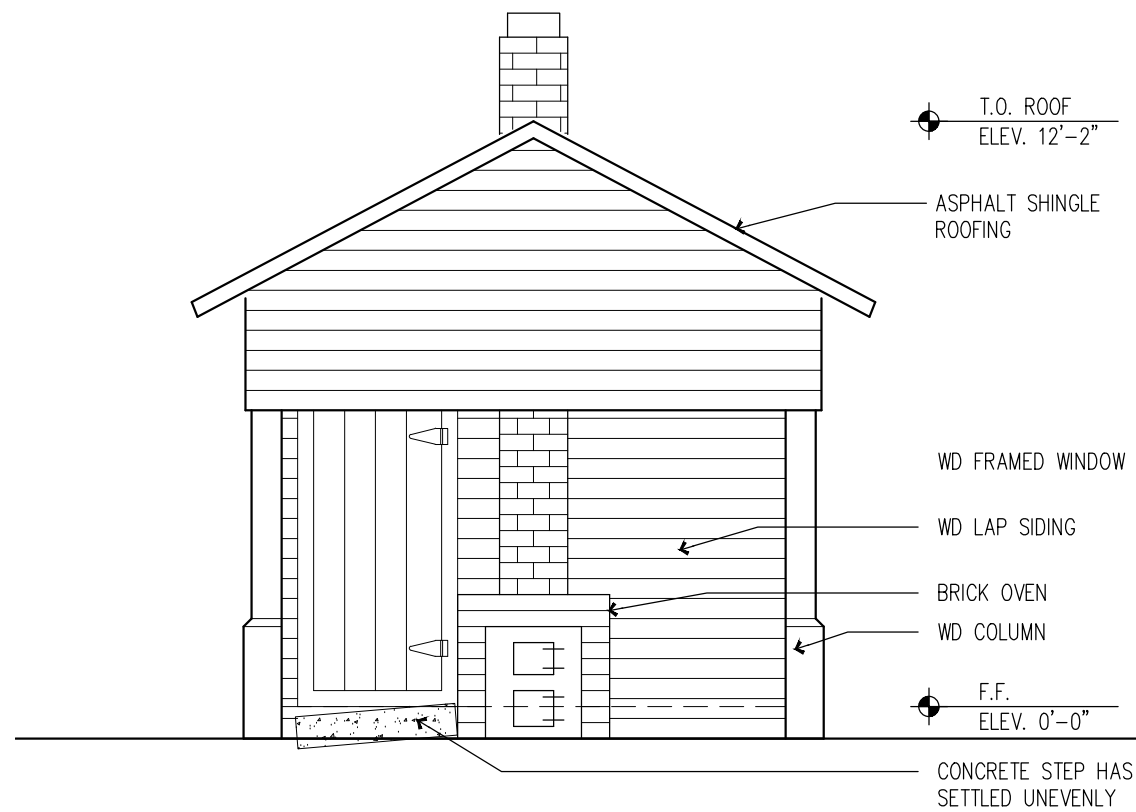 T.O. ROOF
ELEV. 12'-2"
ASPHALT SHINGLE
ROOFING
WD FRAMED WINDOW
WD LAP SIDING
BRICK OVEN
WD COLUMN
F.F.
ELEV. 0'-0"
CONCRETE STEP HAS
SETTLED UNEVENLY